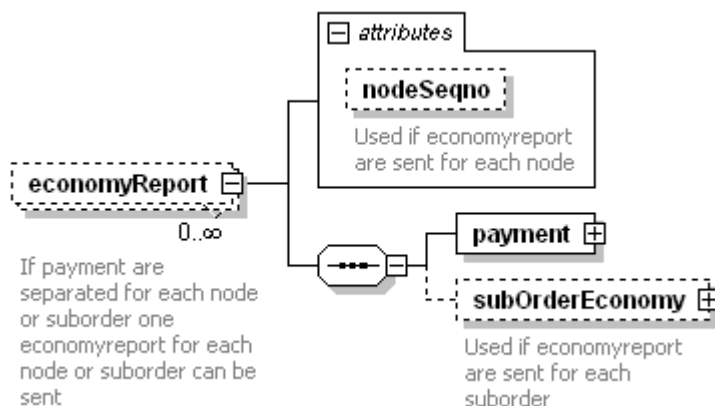 attributes
nodeSeqno
Used if economyreport
are sent for each node
economyReport
0..∞
If payment are
separated for each node
or suborder one
economyreport for each
node or suborder can be
sent
payment
subOrderEconomy
Used if economyreport
are sent for each
suborder